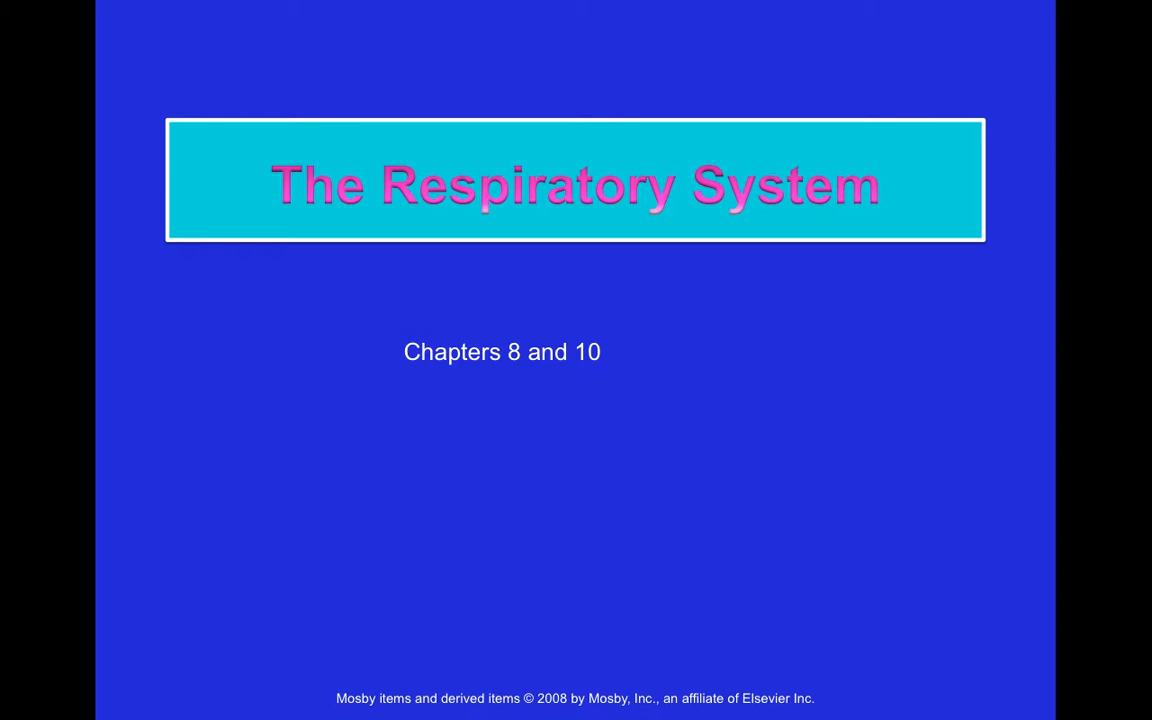 The Respiratory System
Chapters 8 and 10
Mosby items and derived items © 2008 by Mosby, Inc., an affiliate of Elsevier Inc.